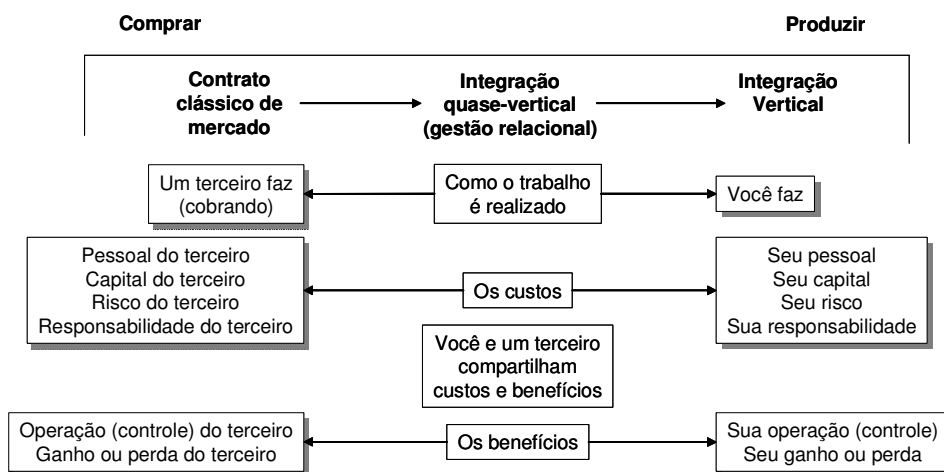 Comprar
Produzir
Contrato
clássico de
mercado
Integração
quase-vertical
(gestão relacional)
Integração
Vertical
Um terceiro faz
(cobrando)
Como o trabalho
é realizado
Você faz
Pessoal do terceiro
Capital do terceiro
Risco do terceiro
Responsabilidade do terceiro
Os custos
Seu pessoal
Seu capital
Seu risco
Sua responsabilidade
Você e um terceiro
compartilham
custos e benefícios
Operação (controle) do terceiro
Ganho ou perda do terceiro
Os benefícios
Sua operação (controle)
Seu ganho ou perda